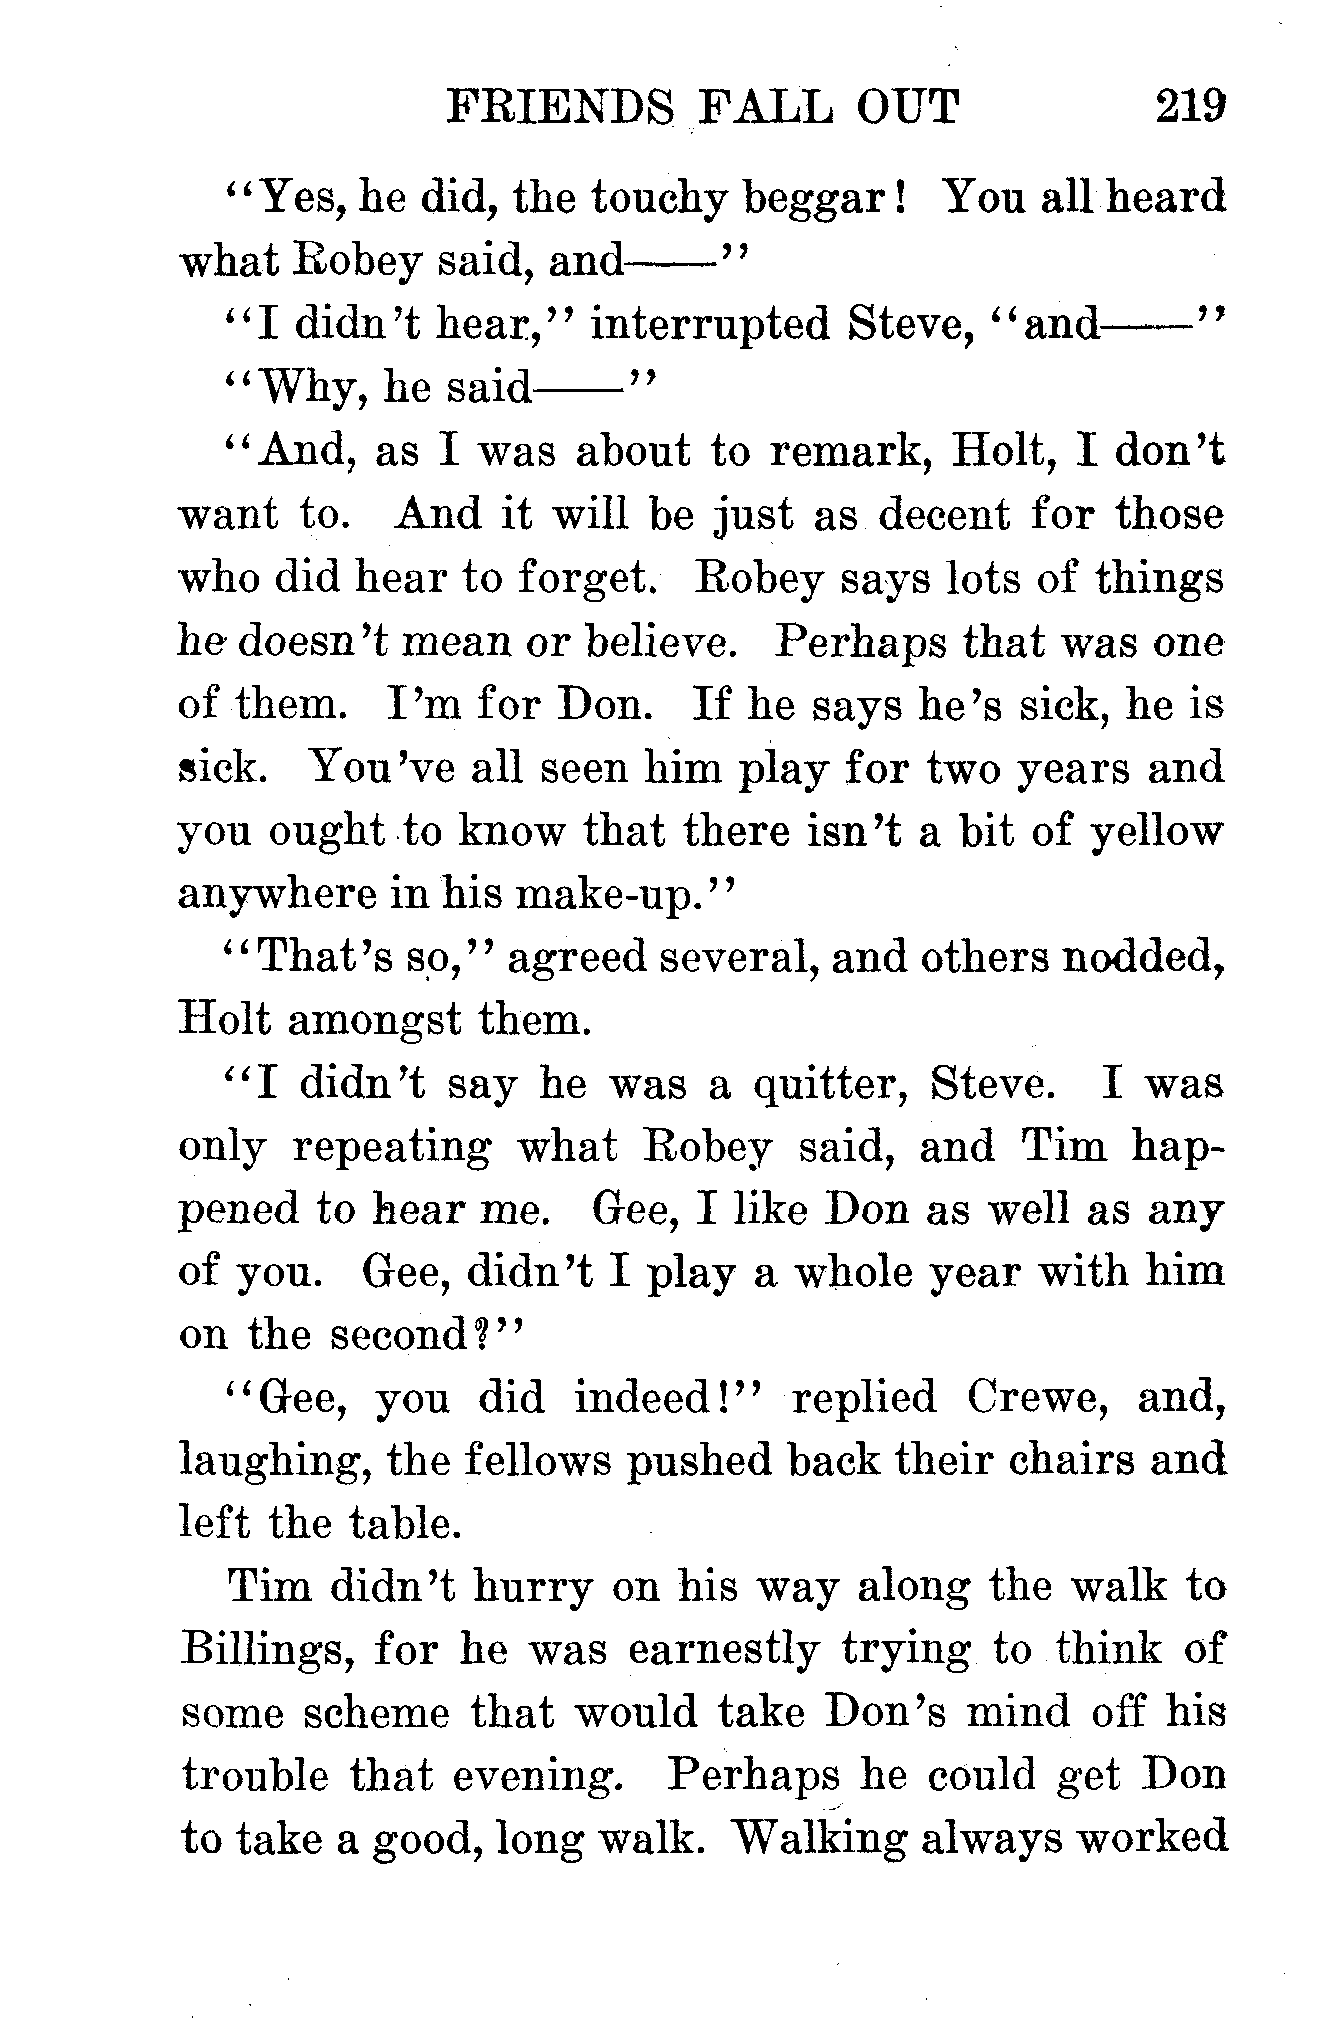 FRIENDS FALL OUT 219
“Yes, he did, the touchy beggar! You all heard
what Robey said, and——”
“I didn’t hear,” interrupted Steve, “and——”
“Why, he said——”
“And, as I was about to remark, Holt, I don’t
want to. And it will be just as decent for those
who did hear to forget. Robey says lots of things
he doesn’t mean or believe. Perhaps that was one
of them. I’m for Don. If he says he’s sick, he is
sick. You’ve all seen him play for two years and
you ought to know that there isn’t a bit of yellow
anywhere in his make-up.”
“That’s so,” agreed several, and others nodded,
Holt amongst them.
“I didn’t say he was a quitter, Steve. I was
only repeating what Robey said, and Tim hap-
pened to hear me. Gee, I like Don as well as any
of you. Gee, didn’t I play a whole year with him
on the second?”
“Gee, you did indeed!” replied Crewe, and,
laughing, the fellows pushed back their chairs and
left the table.
Tim didn’t hurry on his way along the walk to
Billings, for he was earnestly trying to think of
some scheme that would take Don’s mind off his
trouble that evening. Perhaps he could get Don
to take a good, long walk. Walking always worked